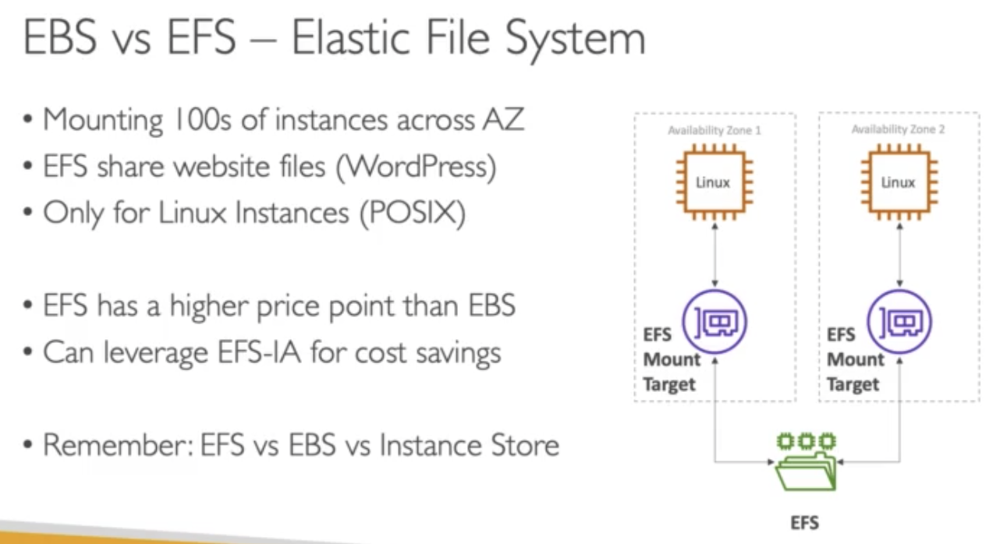 EBS vs EFS – Elastic File System
• Mounting 100s of instances across AZ
• EFS share website files (WordPress)
• Only for Linux Instances (POSIX)
• EFS has a higher price point than EBS
• Can leverage EFS-IA for cost savings
• Remember: EFS vs EBS vs Instance Store
Availability Zone 1
Linux
EFS
Mount
Target
Availability Zone 2
Linux
EFS
Mount
Target
EFS